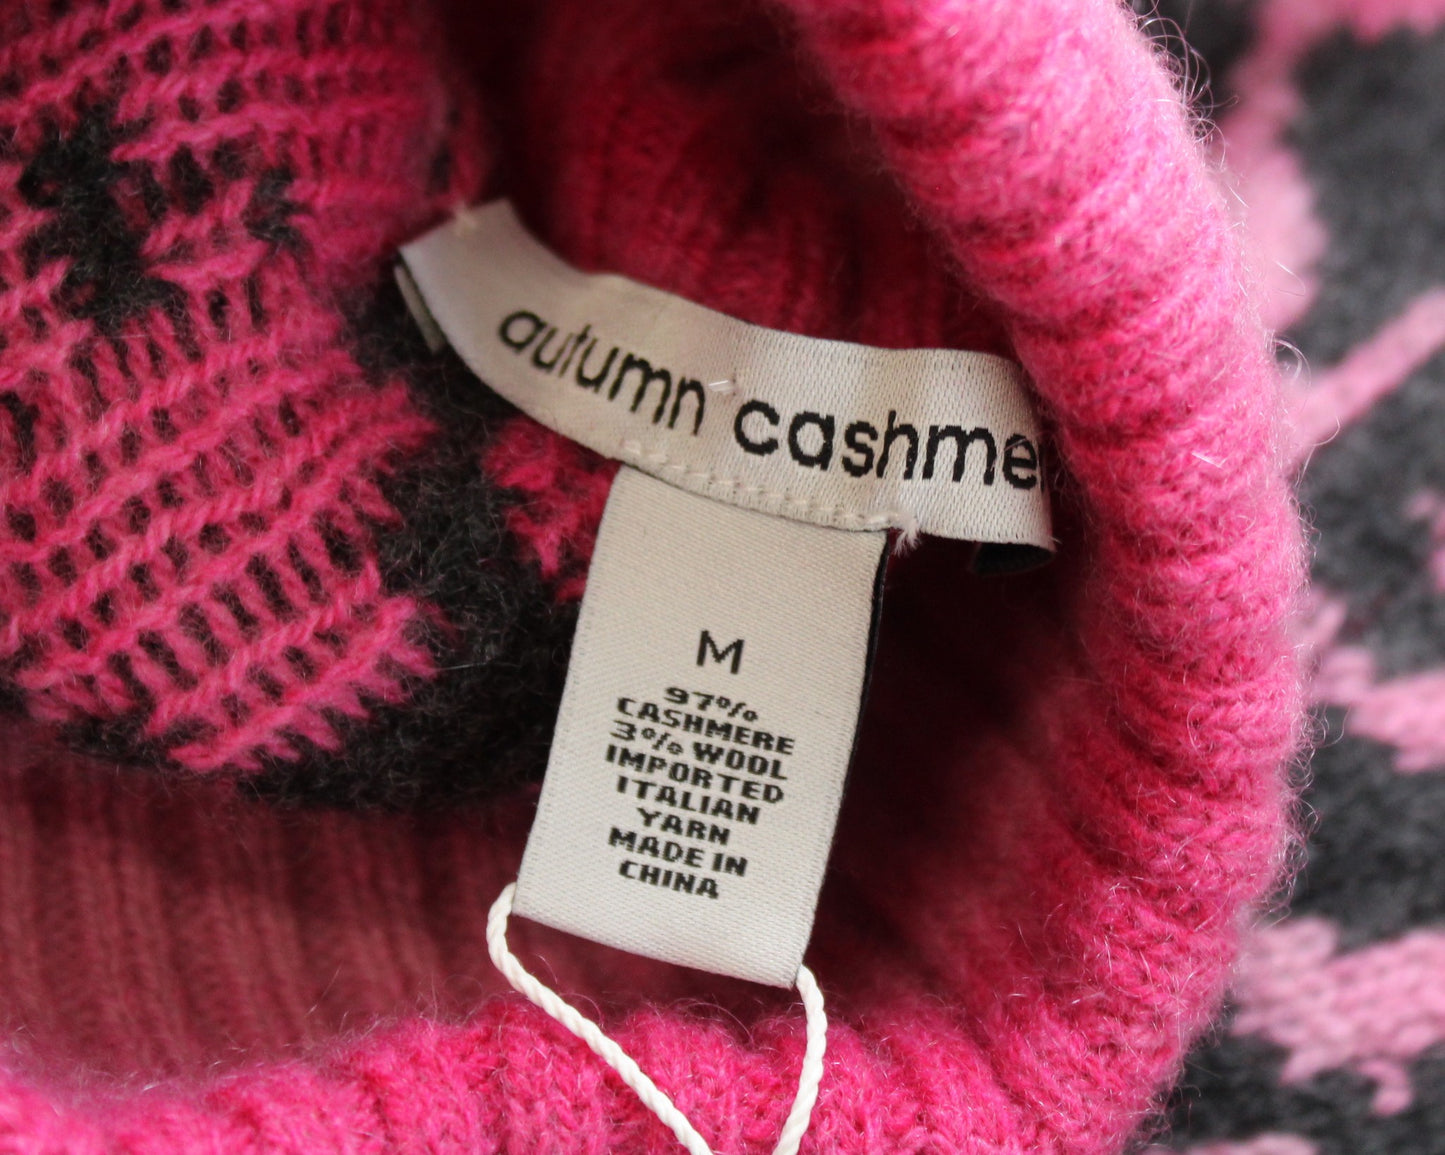 autumn cashme
M
97%
CASHMERE
3% WOOL
IMPORTED
ITALIAN
YARN
MADE IN
CHINA